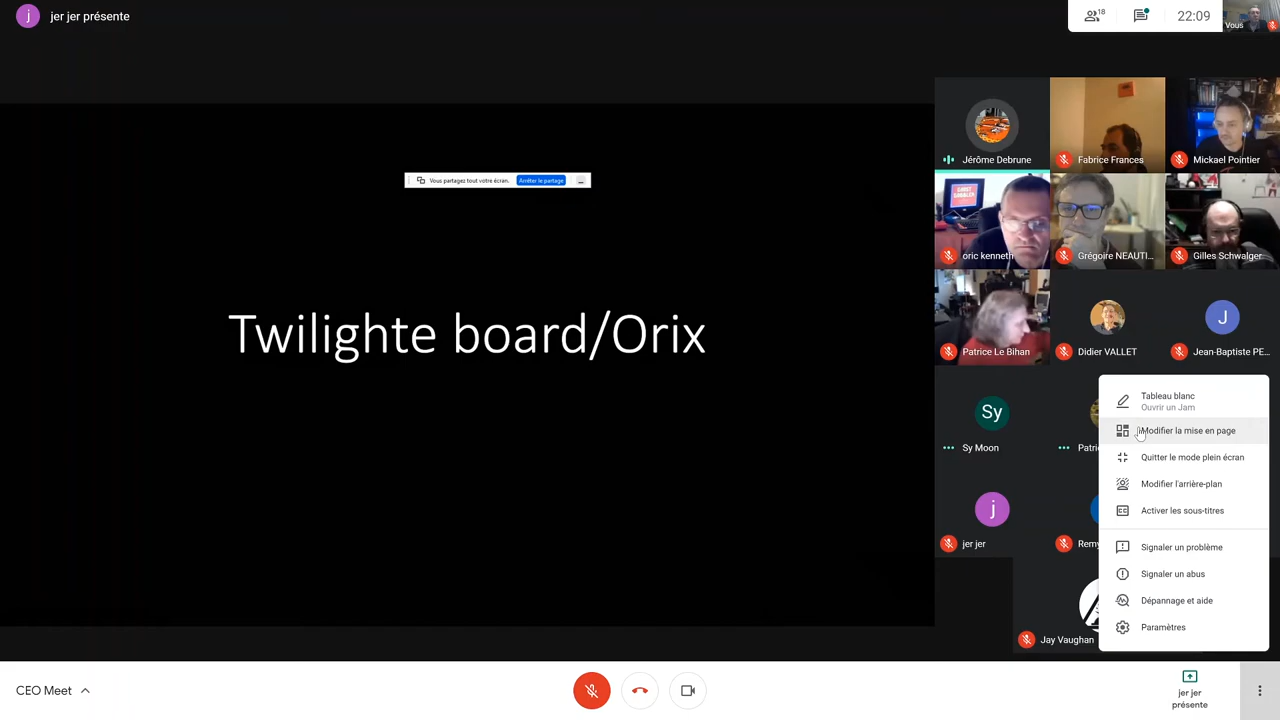 j
jer jer présente
18
22:09
Vous
Vous partagez tout votre écran.
Arrêter le partage
Twilighte board/Orix
Jérôme Debrune
Fabrice Frances
Mickael Pointier
oric kenneth
Grégoire NEAUTI...
Gilles Schwalger
Patrice Le Bihan
Didier VALLET
J
Jean-Baptiste PE...
Sy
Sy Moon
Patri
j
jer jer
Remy
Jay Vaughan
Tableau blanc
Ouvrir un Jam
Modifier la mise en page
Quitter le mode plein écran
Modifier l'arrière-plan
CC
Activer les sous-titres
Signaler un problème
Signaler un abus
Dépannage et aide
Paramètres
CEO Meet
jer jer
présente